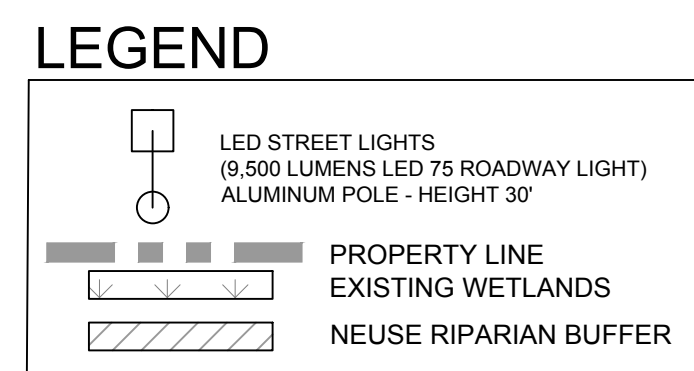 LEGEND
LED STREET LIGHTS
(9,500 LUMENS LED 75 ROADWAY LIGHT)
ALUMINUM POLE - HEIGHT 30'
PROPERTY LINE
EXISTING WETLANDS
NEUSE RIPARIAN BUFFER